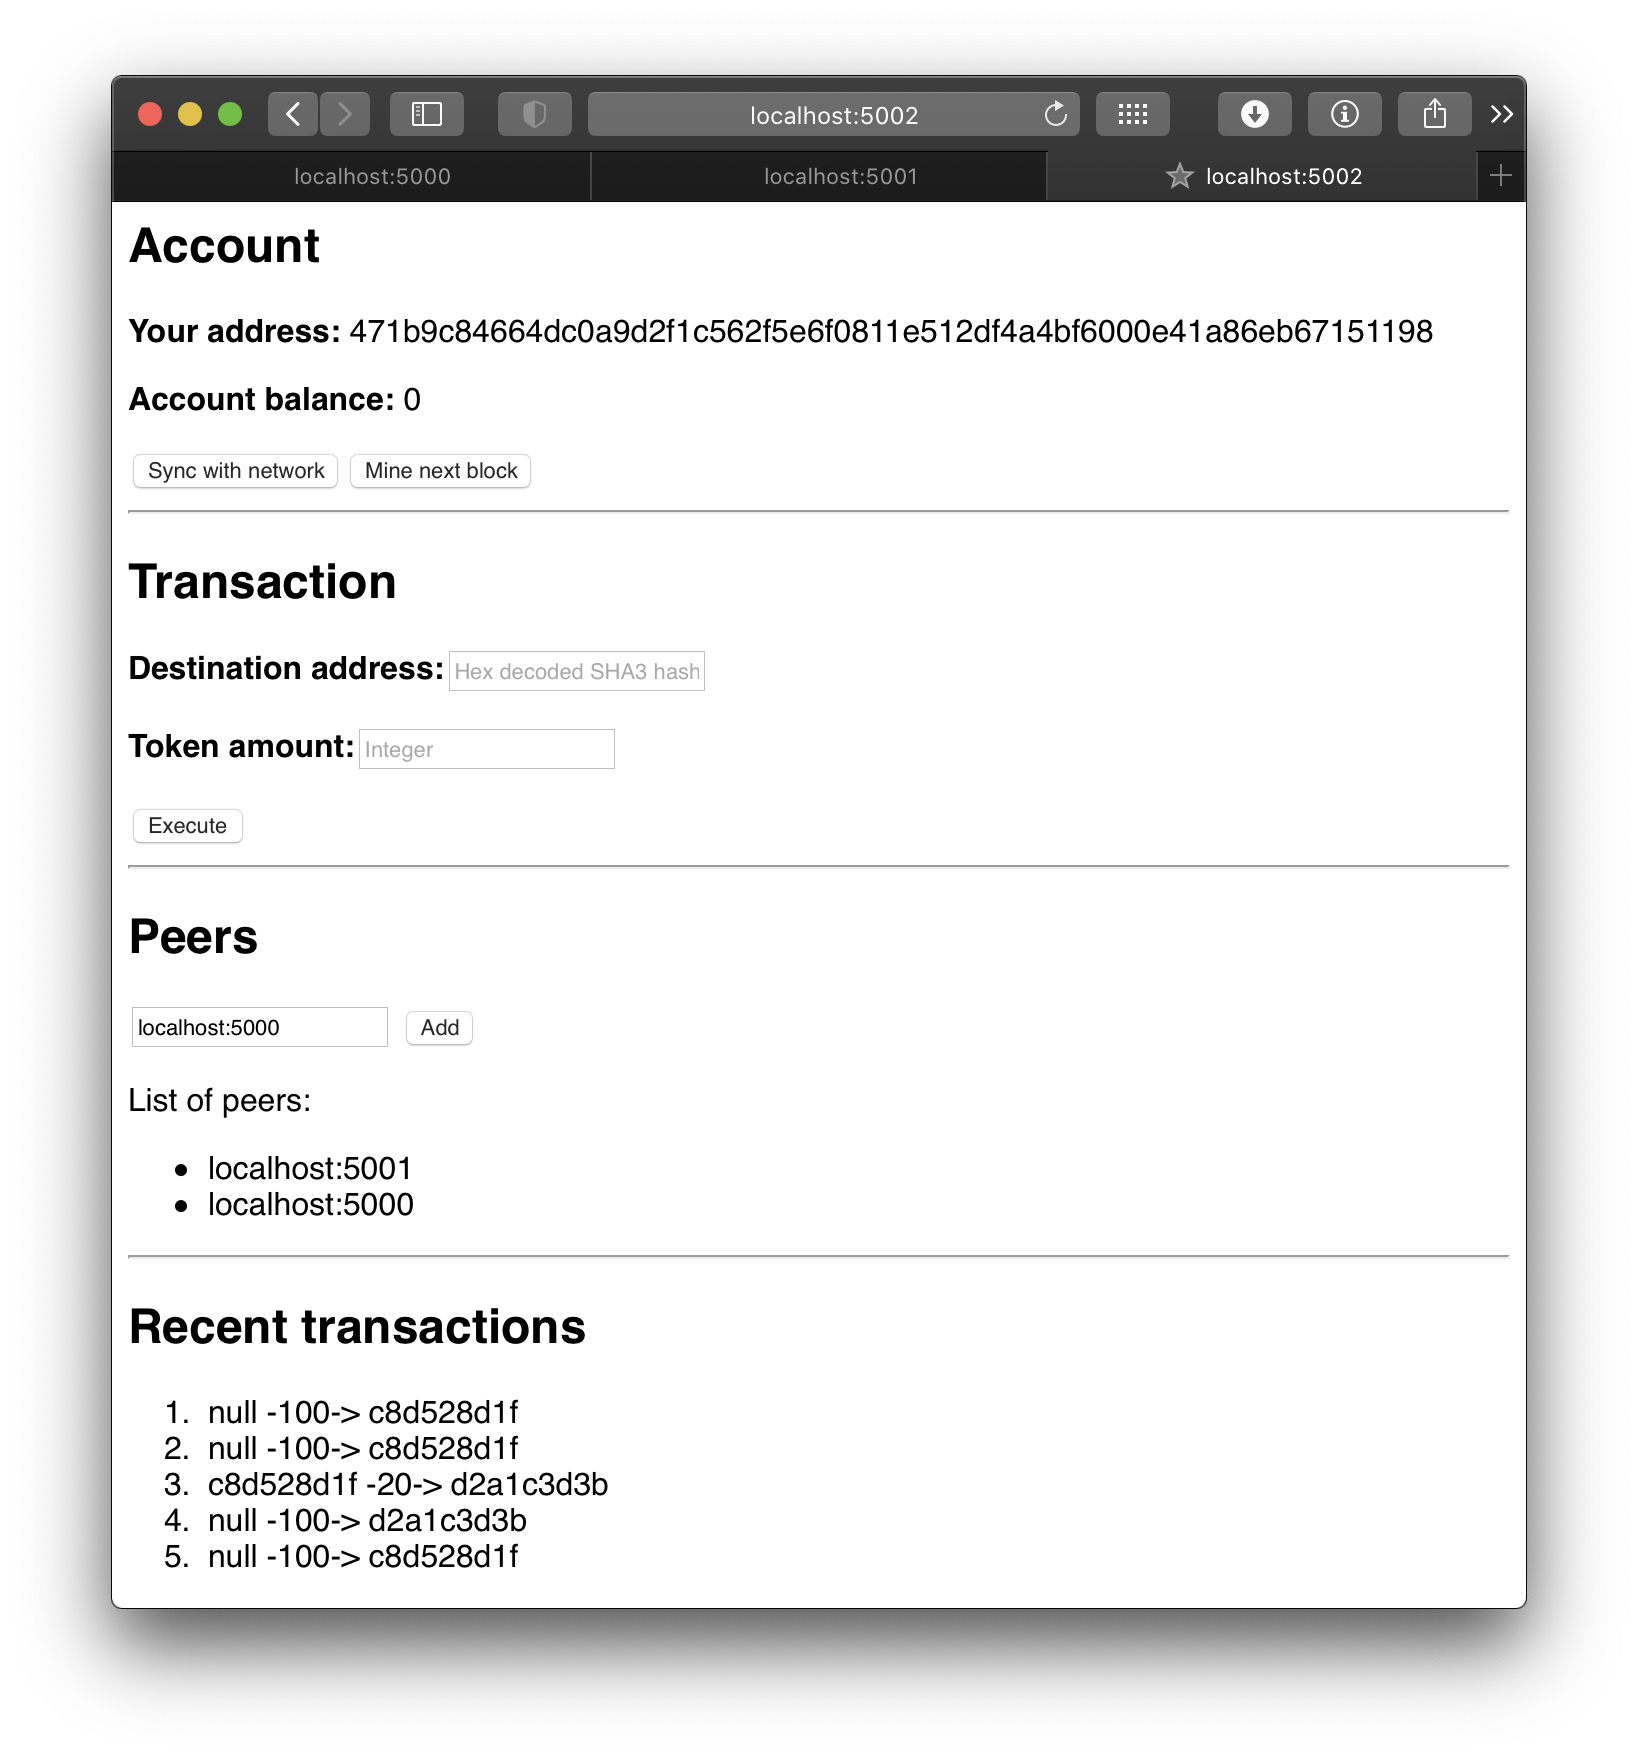 localhost:5002
localhost:5000
localhost:5001
localhost:5002
Account
Your address: 471b9c84664dc0a9d2f1c562f5e6f0811e512df4a4bf6000e41a86eb67151198
Account balance: 0
Sync with network Mine next block
Transaction
Destination address: Hex decoded SHA3 hash
Token amount: Integer
Execute
Peers
localhost:5000 Add
List of peers:
• localhost:5001
• localhost:5000
Recent transactions
1. null -100-> c8d528d1f
2. null -100-> c8d528d1f
3. c8d528d1f -20-> d2a1c3d3b
4. null -100-> d2a1c3d3b
5. null -100-> c8d528d1f